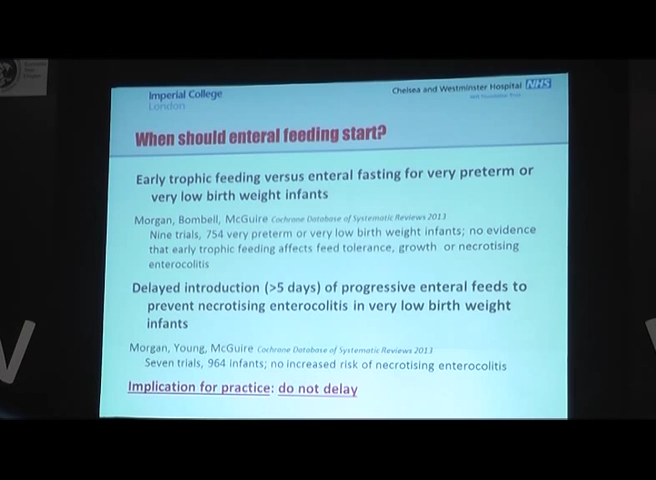 Imperial College
London
Chelsea and Westminster Hospital NHS
When should enteral feeding start?
Early trophic feeding versus enteral fasting for very preterm or
very low birth weight infants
Morgan, Bombell, McGuire Cochrane Database of Systematic Reviews 2013
Nine trials, 754 very preterm or very low birth weight infants; no evidence
that early trophic feeding affects feed tolerance, growth or necrotising
enterocolitis
Delayed introduction (>5 days) of progressive enteral feeds to
prevent necrotising enterocolitis in very low birth weight
infants
Morgan, Young, McGuire Cochrane Database of Systematic Reviews 2013
Seven trials, 964 infants; no increased risk of necrotising enterocolitis
Implication for practice: do not delay